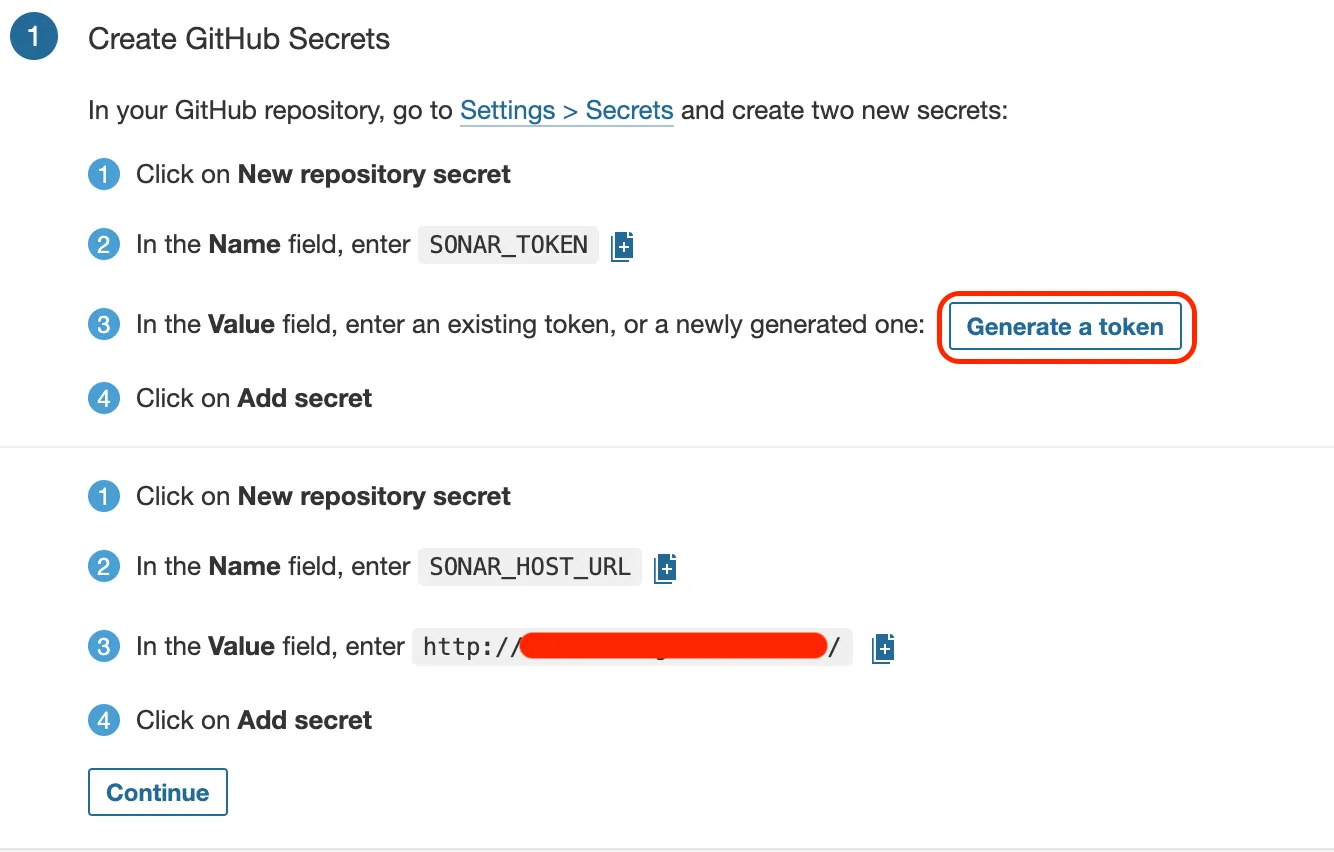 1 Create GitHub Secrets
In your GitHub repository, go to Settings > Secrets and create two new secrets:
1 Click on New repository secret
2 In the Name field, enter SONAR_TOKEN
3 In the Value field, enter an existing token, or a newly generated one: Generate a token
4 Click on Add secret
1 Click on New repository secret
2 In the Name field, enter SONAR_HOST_URL
3 In the Value field, enter http:// /
4 Click on Add secret
Continue